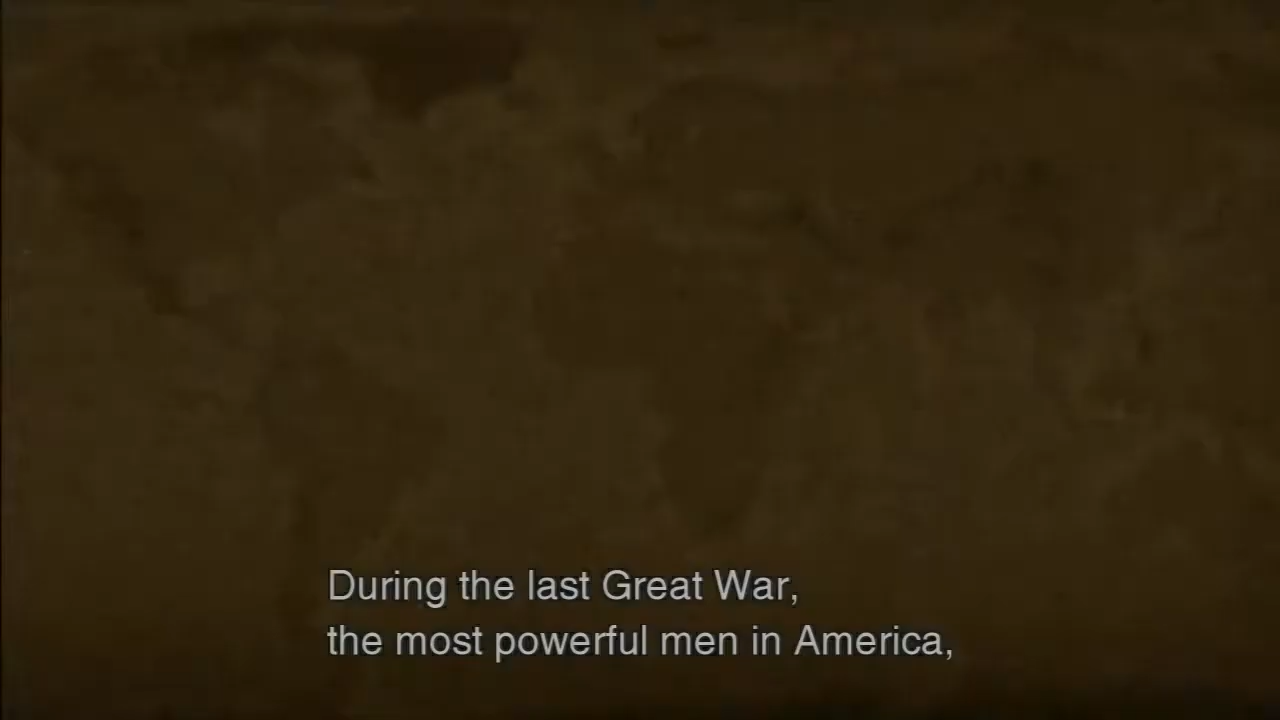 During the last Great War,
the most powerful men in America,